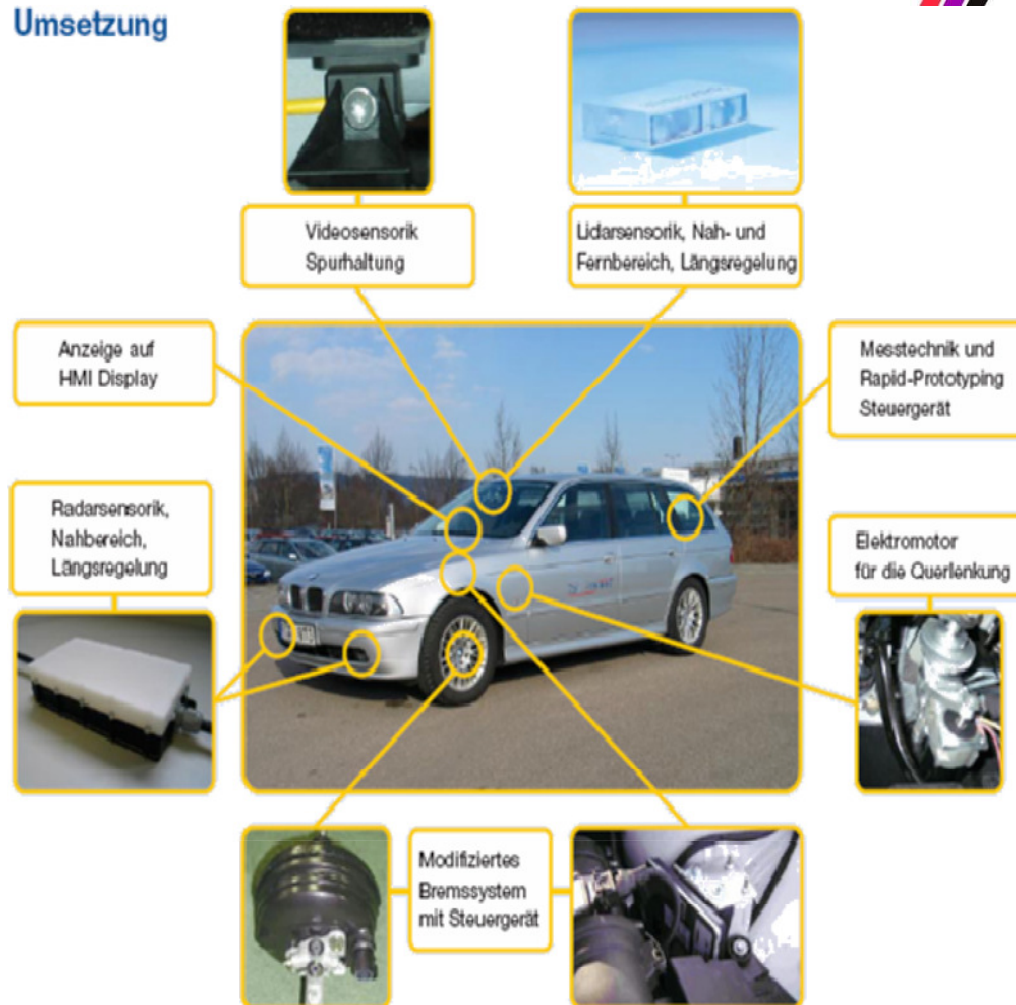 Umsetzung
Videosensorik
Spurhaltung
Lidarsensorik, Nah- und
Fernbereich, Längsregelung
Anzeige auf
HMI Display
Messtechnik und
Rapid-Prototyping
Steuergerät
Radarsensorik,
Nahbereich,
Längsregelung
Elektromotor
für die Querlenkung
Modifiziertes
Bremssystem
mit Steuergerät